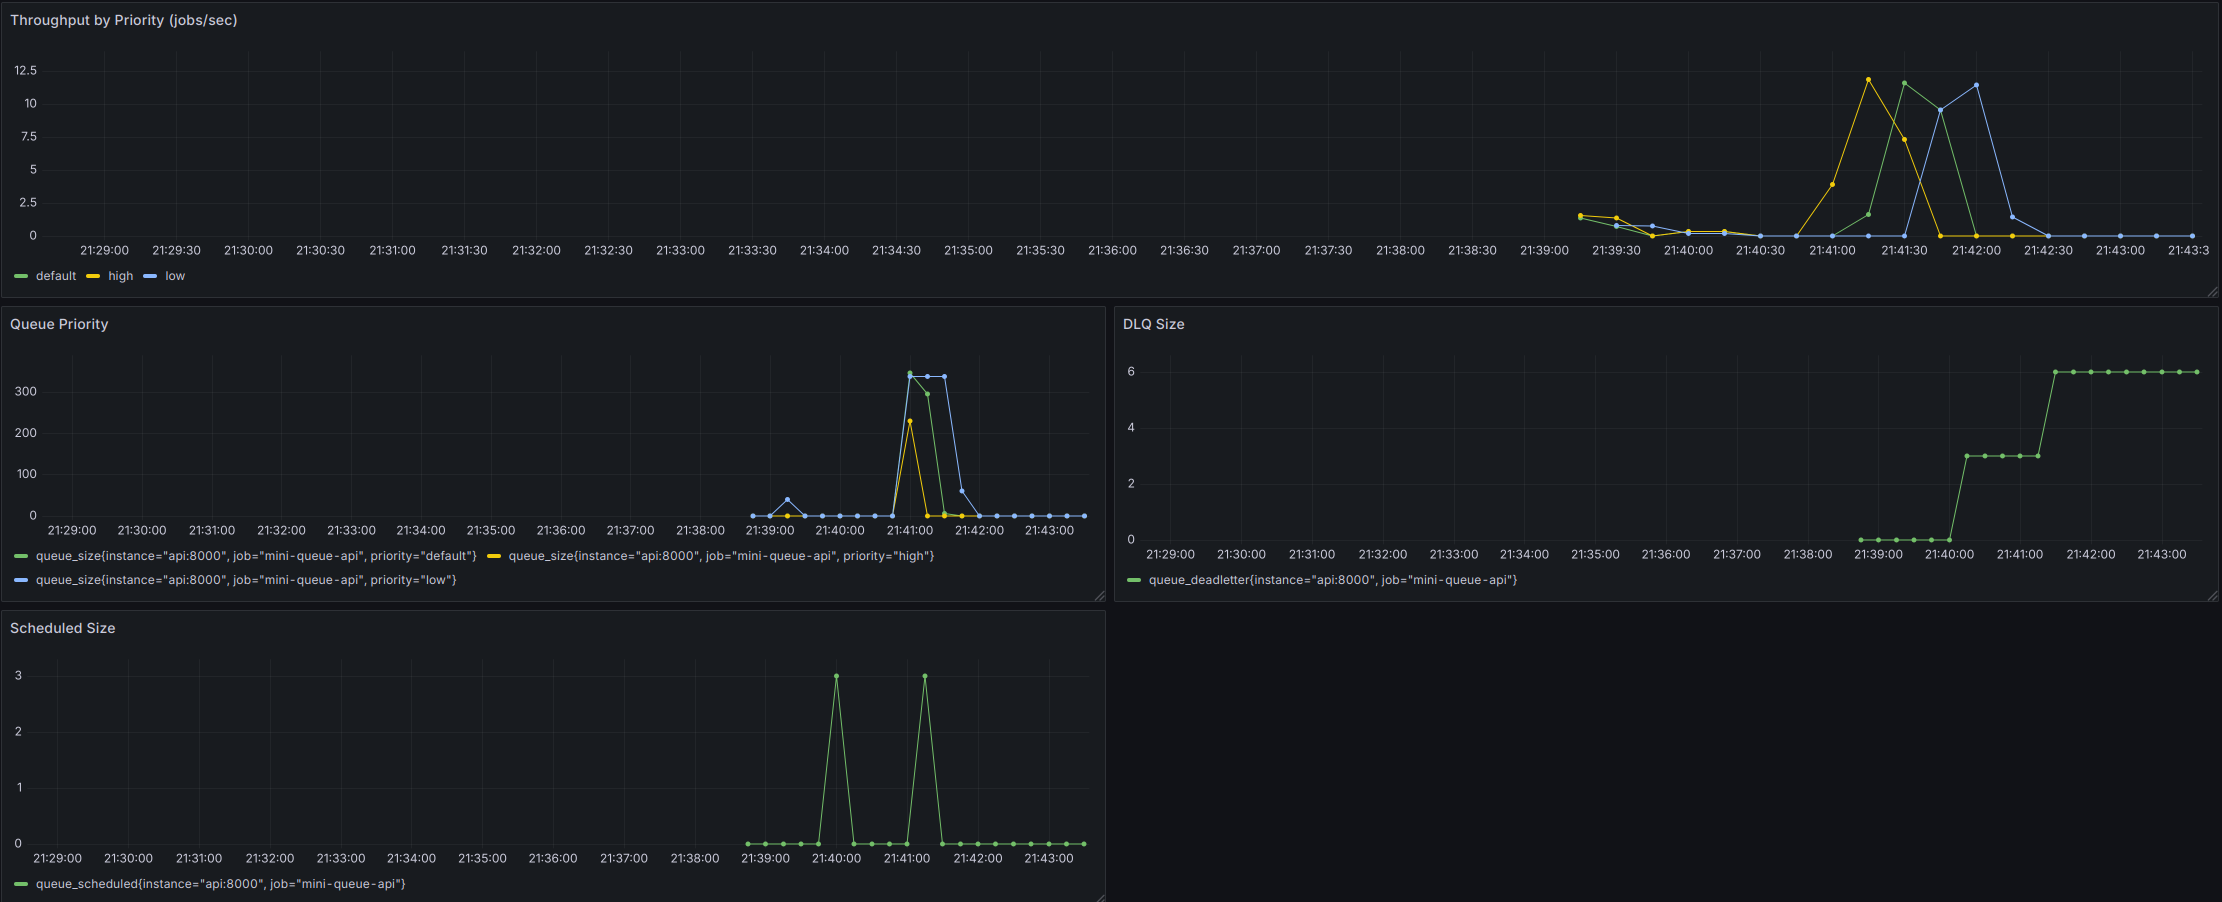 Throughput by Priority (jobs/sec)
12.5
10
7.5
5
2.5
0
21:29:00 21:29:30 21:30:00 21:30:30 21:31:00 21:31:30 21:32:00 21:32:30 21:33:00 21:33:30 21:34:00 21:34:30 21:35:00 21:35:30 21:36:00 21:36:30 21:37:00 21:37:30 21:38:00 21:38:30 21:39:00 21:39:30 21:40:00 21:40:30 21:41:00 21:41:30 21:42:00 21:42:30 21:43:00 21:43:3
default high low
Queue Priority
300
200
100
0
21:29:00 21:30:00 21:31:00 21:32:00 21:33:00 21:34:00 21:35:00 21:36:00 21:37:00 21:38:00 21:39:00 21:40:00 21:41:00 21:42:00 21:43:00
queue_size{instance="api:8000", job="mini-queue-api", priority="default"} queue_size{instance="api:8000", job="mini-queue-api", priority="high"}
queue_size{instance="api:8000", job="mini-queue-api", priority="low"}
DLQ Size
6
4
2
0
21:29:00 21:30:00 21:31:00 21:32:00 21:33:00 21:34:00 21:35:00 21:36:00 21:37:00 21:38:00 21:39:00 21:40:00 21:41:00 21:42:00 21:43:00
queue_deadletter{instance="api:8000", job="mini-queue-api"}
Scheduled Size
3
2
1
0
21:29:00 21:30:00 21:31:00 21:32:00 21:33:00 21:34:00 21:35:00 21:36:00 21:37:00 21:38:00 21:39:00 21:40:00 21:41:00 21:42:00 21:43:00
queue_scheduled{instance="api:8000", job="mini-queue-api"}